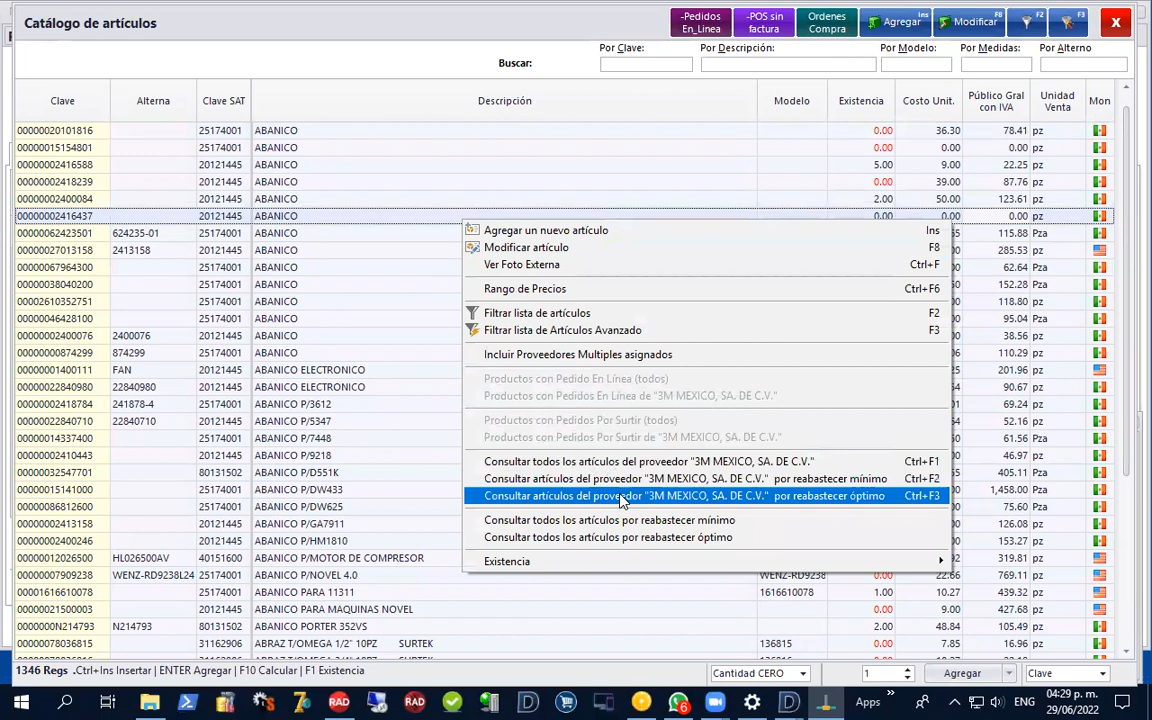 Catálogo de artículos
-Pedidos En_Linea
-POS sin factura
Ordenes Compra
Agregar Ins
Modificar F8
F2
F3
X
Buscar:
Por Clave:
Por Descripción:
Por Modelo:
Por Medidas:
Por Alterno
Clave Alterna Clave SAT Descripción Modelo Existencia Costo Unit. Público Gral con IVA Unidad Venta Mon
00000020101816 25174001 ABANICO 0.00 36.30 78.41 pz
00000015154801 25174001 ABANICO 0.00 0.00 0.00 pz
00000002416588 20121445 ABANICO 5.00 9.00 22.25 pz
00000002418239 20121445 ABANICO 0.00 39.00 87.76 pz
00000002400084 20121445 ABANICO 2.00 50.00 123.61 pz
00000002416437 20121445 ABANICO 0.00 0.00 0.00 pz
00000062423501 624235-01 20121445 ABANICO 115.88 Pza
00000027013158 2413158 20121445 ABANICO 285.53 Pza
00000067964300 25174001 ABANICO 62.64 Pza
00000038040200 25174001 ABANICO 152.28 Pza
00002610352751 25174001 ABANICO 118.80 Pza
00000046428100 25174001 ABANICO 95.04 Pza
00000002400076 2400076 20121445 ABANICO 38.56 pz
00000000874299 874299 25174001 ABANICO 110.29 pz
00000001400111 FAN 20121445 ABANICO ELECTRONICO 201.96 pz
00000022840980 22840980 20121445 ABANICO ELECTRONICO 90.67 pz
00000002418784 241878-4 20121445 ABANICO P/3612 69.24 pz
00000022840710 22840710 20121445 ABANICO P/5347 52.16 pz
00000014337400 25174001 ABANICO P/7448 61.56 Pza
20121445 ABANICO P/9218 98.43 pz
00000032547701 80131502 ABANICO P/D551K 405.11 Pza
00000015141000 25174001 ABANICO P/DW433 1,458.00 Pza
00000086812600 25174001 ABANICO P/DW625 75.60 Pza
00000002413158 20121445 ABANICO P/GA7911 126.08 pz
20121445 ABANICO P/HM1810 153.27 pz
00000012026500 HL026500AV 40151600 ABANICO P/MOTOR DE COMPRESOR 319.81 pz
00000007909238 WENZ-RD9238L24 20121445 ABANICO P/NOVEL 4.0 WENZ-RD9238 0.00 22.66 769.11 pz
00001616610078 20121445 ABANICO PARA 11311 1616610078 1.00 10.27 439.32 pz
00000021500003 20121445 ABANICO PARA MAQUINAS NOVEL 0.00 9.00 427.68 pz
0000000N214793 N214793 20121445 ABANICO PORTER 352VS 2.00 48.84 105.49 pz
00000078036815 31162906 ABRAZ T/OMEGA 1/2" 10PZ SURTEK 136815 0.00 7.85 16.96 pz
Agregar un nuevo artículo Ins
Modificar artículo F8
Ver Foto Externa Ctrl+F
Rango de Precios Ctrl+F6
Filtrar lista de artículos F2
Filtrar lista de Artículos Avanzado F3
Incluir Proveedores Multiples asignados
Productos con Pedido En Línea (todos)
Productos con Pedidos En Línea de "3M MEXICO, SA. DE C.V."
Productos con Pedidos Por Surtir (todos)
Productos con Pedidos Por Surtir de "3M MEXICO, SA. DE C.V."
Consultar todos los artículos del proveedor "3M MEXICO, SA. DE C.V." Ctrl+F1
Consultar artículos del proveedor "3M MEXICO, SA. DE C.V." por reabastecer mínimo Ctrl+F2
Consultar artículos del proveedor "3M MEXICO, SA. DE C.V." por reabastecer óptimo Ctrl+F3
Consultar todos los artículos por reabastecer mínimo
Consultar todos los artículos por reabastecer óptimo
Existencia
1346 Regs .Ctrl+Ins Insertar | ENTER Agregar | F10 Calcular | F1 Existencia
Cantidad CERO
1
Agregar
Clave
Apps
ENG
04:29 p. m.
29/06/2022